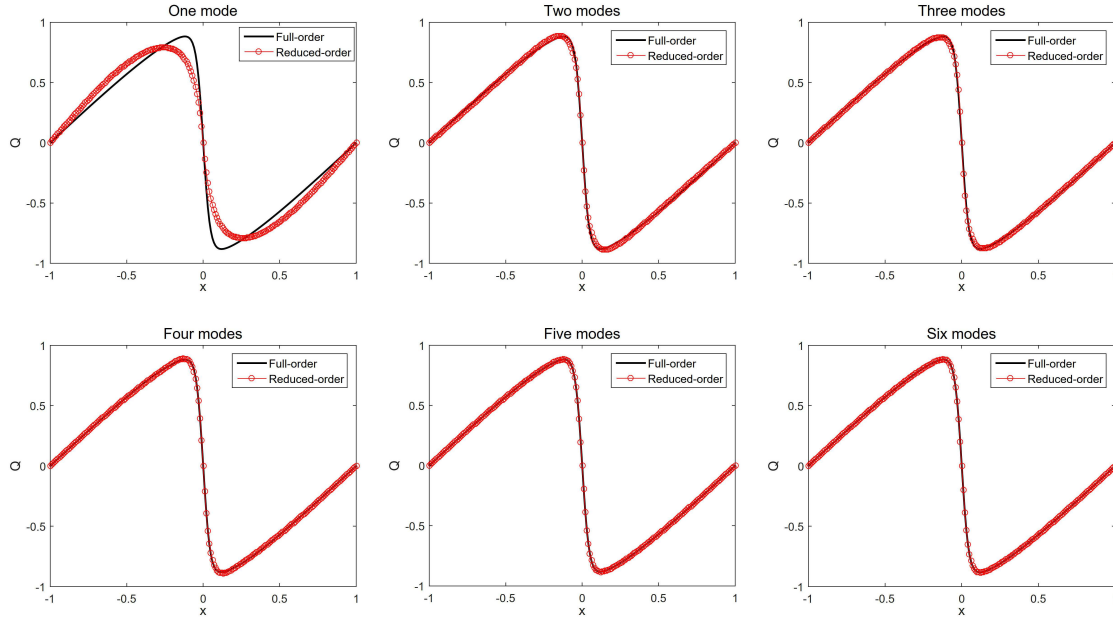 One mode
1
0.5
0
-0.5
-1
Q
-1 -0.5 0 0.5 1
x
Full-order
Reduced-order
Two modes
1
0.5
0
-0.5
-1
Q
-1 -0.5 0 0.5 1
x
Full-order
Reduced-order
Three modes
1
0.5
0
-0.5
-1
Q
-1 -0.5 0 0.5
x
Full-order
Reduced-order
Four modes
1
0.5
0
-0.5
-1
Q
-1 -0.5 0 0.5 1
x
Full-order
Reduced-order
Five modes
1
0.5
0
-0.5
-1
Q
-1 -0.5 0 0.5 1
x
Full-order
Reduced-order
Six modes
1
0.5
0
-0.5
-1
Q
-1 -0.5 0 0.5
x
Full-order
Reduced-order